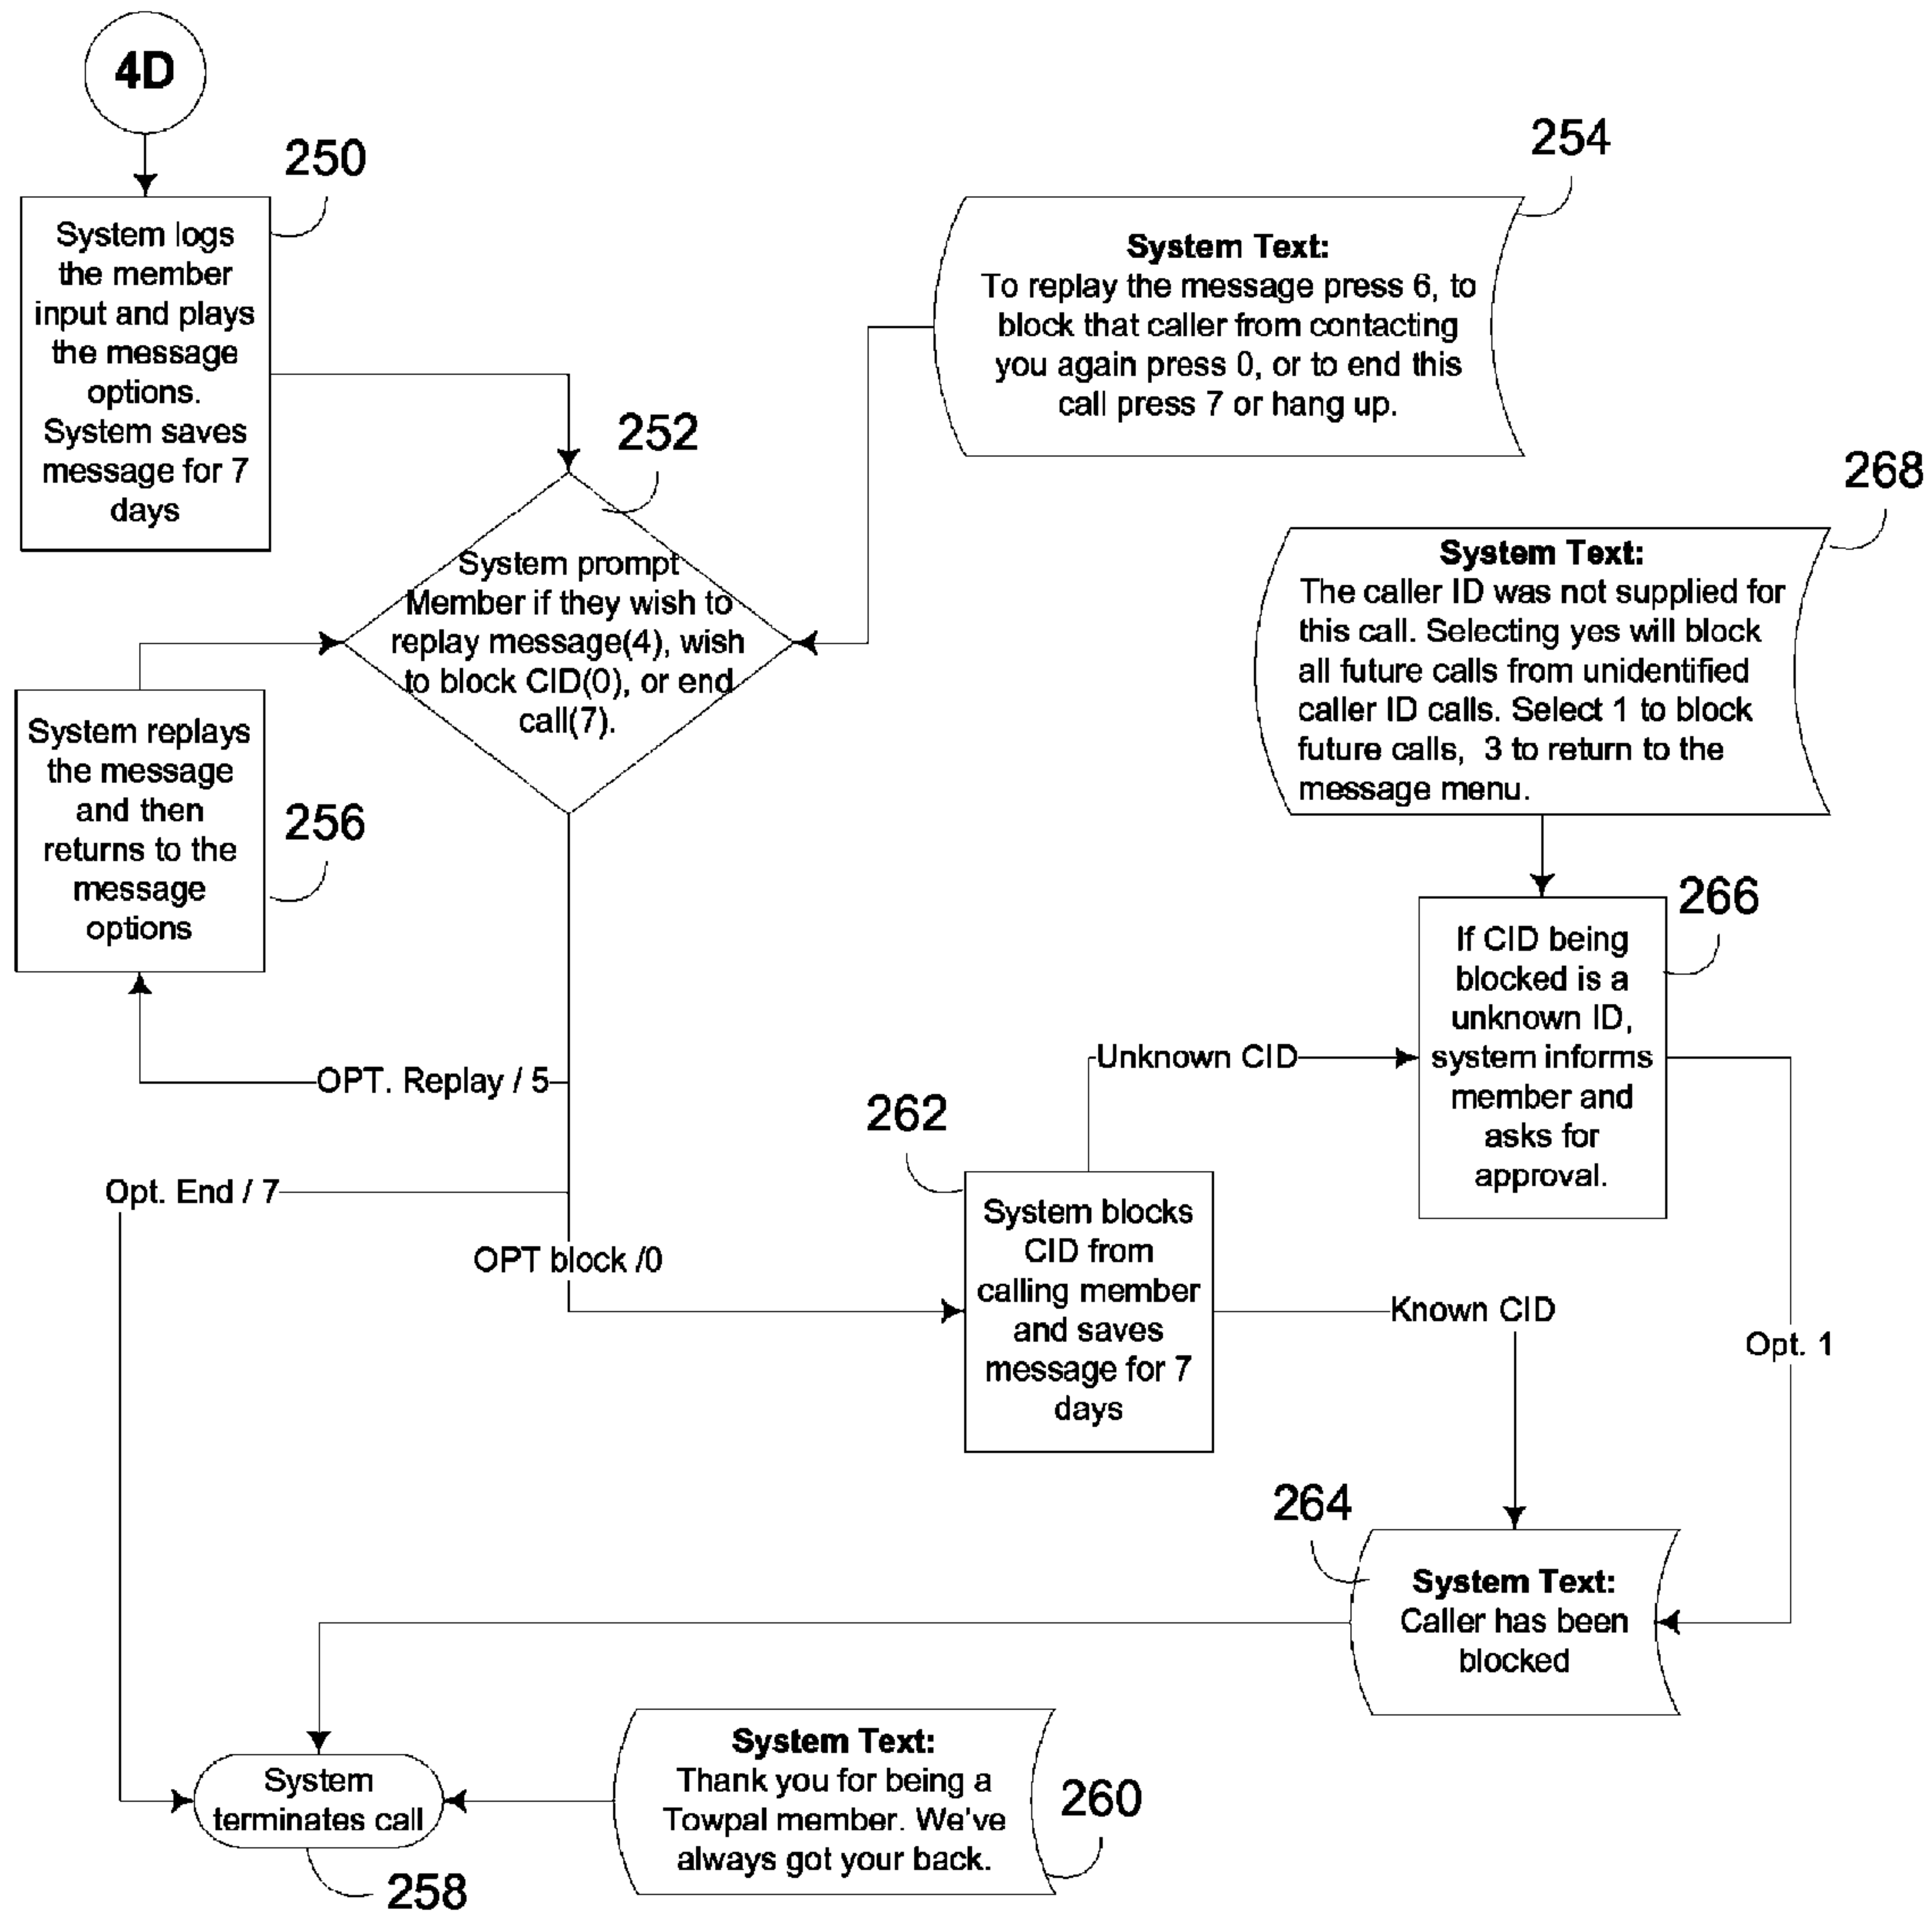 4D
250
System logs
the member
input and plays
the message
options.
System saves
message for 7
days
254
System Text:
To replay the message press 6, to
block that caller from contacting
you again press 0, or to end this
call press 7 or hang up.
252
System prompt
Member if they wish to
replay message(4), wish
to block CID(0), or end
call(7).
268
System Text:
The caller ID was not supplied for
this call. Selecting yes will block
all future calls from unidentified
caller ID calls. Select 1 to block
future calls,  3 to return to the
message menu.
System replays
the message
and then
returns to the
message
options
256
266
If CID being
blocked is a
unknown ID,
system informs
member and
asks for
approval.
Unknown CID
OPT. Replay / 5
262
Opt. End / 7
OPT block /0
System blocks
CID from
calling member
and saves
message for 7
days
Known CID
Opt. 1
264
System Text:
Caller has been
blocked
System
terminates call
258
System Text:
Thank you for being a
Towpal member. We've
always got your back.
260